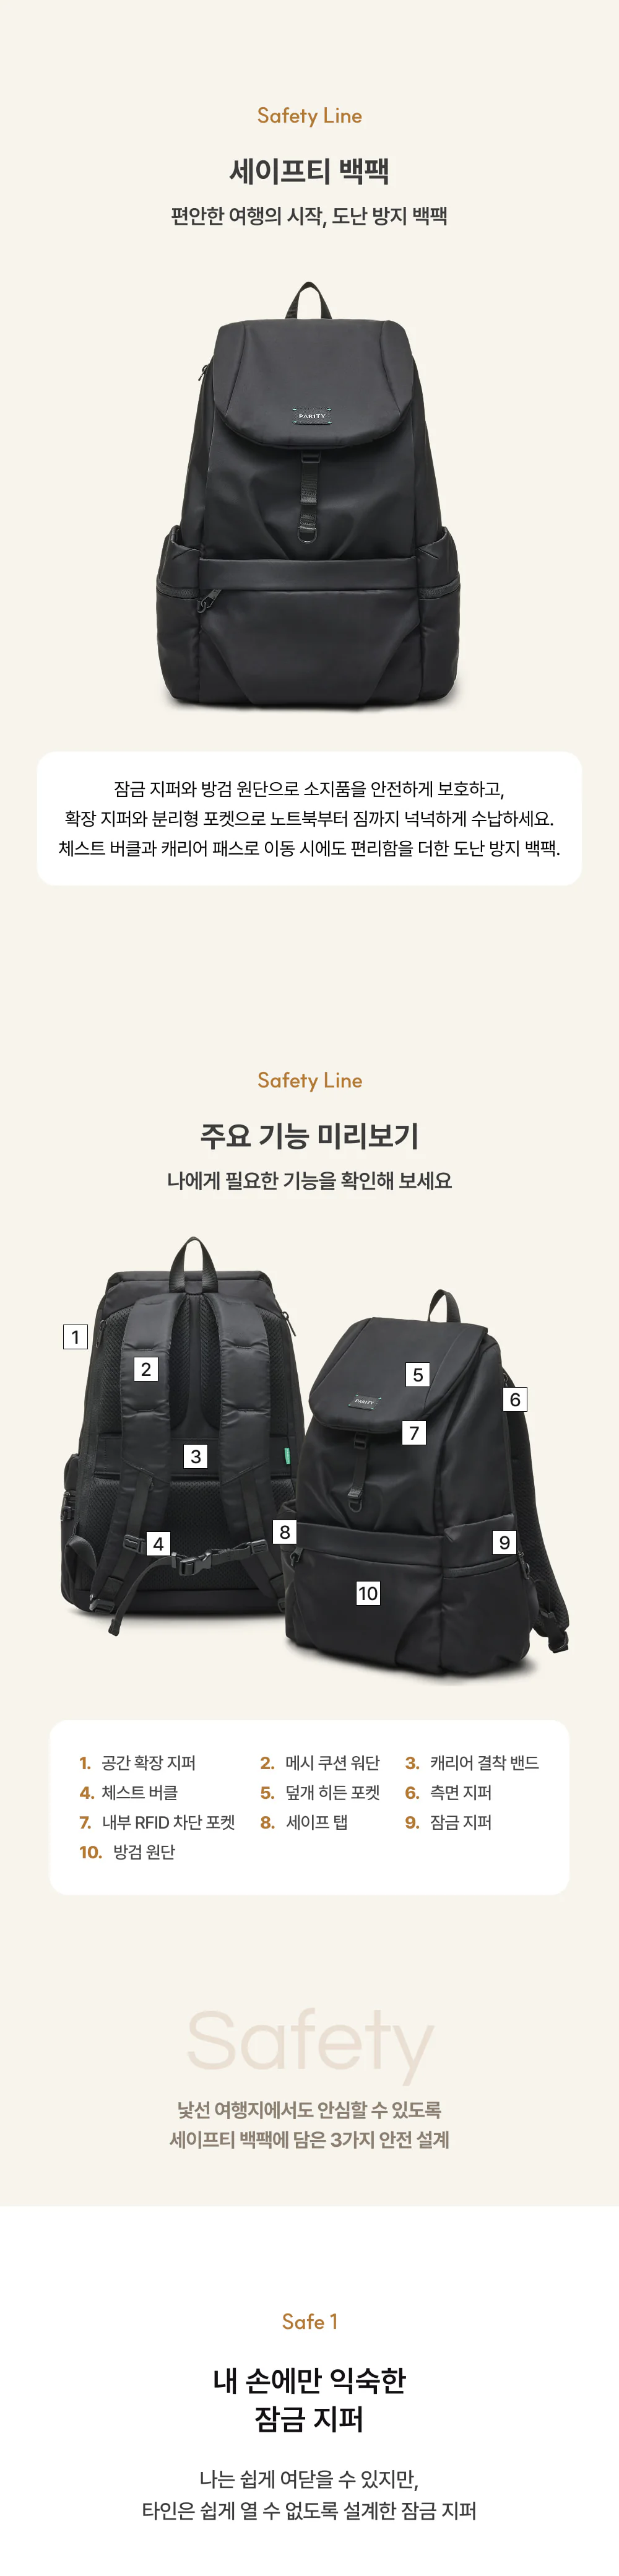 Safety Line
세이프티 백팩
편안한 여행의 시작, 도난 방지 백팩
PARITY
잠금 지퍼와 방검 원단으로 소지품을 안전하게 보호하고,
확장 지퍼와 분리형 포켓으로 노트북부터 짐까지 넉넉하게 수납하세요.
체스트 버클과 캐리어 패스로 이동 시에도 편리함을 더한 도난 방지 백팩.
Safety Line
주요 기능 미리보기
나에게 필요한 기능을 확인해 보세요
1
2
5
6
PARITY
7
3
8
4
9
10
1. 공간 확장 지퍼 2. 메시 쿠션 워단 3. 캐리어 결착 밴드
4. 체스트 버클 5. 덮개 히든 포켓 6. 측면 지퍼
7. 내부 RFID 차단 포켓 8. 세이프 탭 9. 잠금 지퍼
10. 방검 원단
Safety
낯선 여행지에서도 안심할 수 있도록
세이프티 백팩에 담은 3가지 안전 설계
Safe 1
내 손에만 익숙한
잠금 지퍼
나는 쉽게 여닫을 수 있지만,
타인은 쉽게 열 수 없도록 설계한 잠금 지퍼